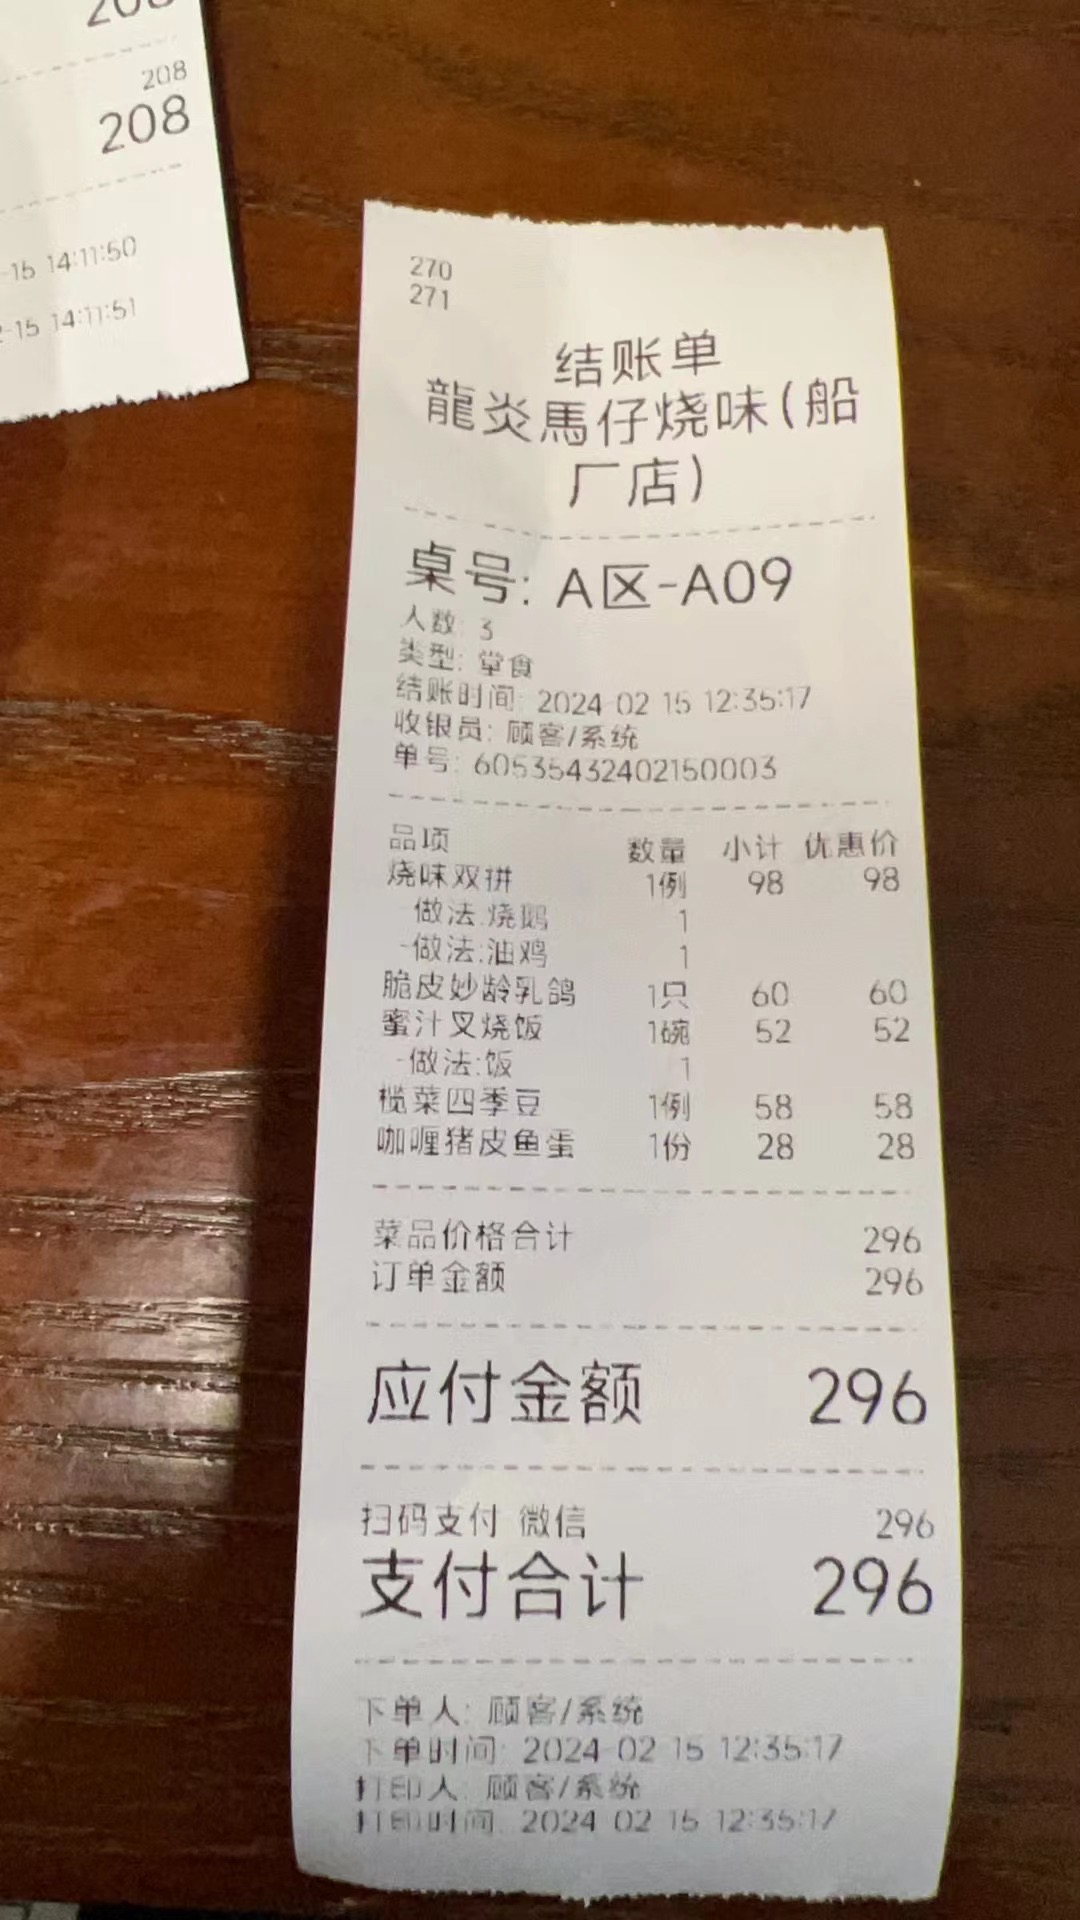 208
208
-15 14:11:50
2-15 14:11:51
270
271
结账单
龍炎馬仔烧味(船
厂店)
桌号: A区-A09
人数: 3
类型: 堂食
结账时间: 2024-02-15 12:35:17
收银员: 顾客/系统
单号: 60535432402150003
品项 数量 小计 优惠价
烧味双拼 1例 98 98
-做法:烧鹅 1
-做法:油鸡 1
脆皮妙龄乳鸽 1只 60 60
蜜汁叉烧饭 1碗 52 52
-做法:饭 1
榄菜四季豆 1例 58 58
咖喱猪皮鱼蛋 1份 28 28
菜品价格合计 296
订单金额 296
应付金额 296
扫码支付 微信 296
支付合计 296
下单人: 顾客/系统
下单时间: 2024-02-15 12:35:17
打印人: 顾客/系统
打印时间: 2024-02-15 12:35:17